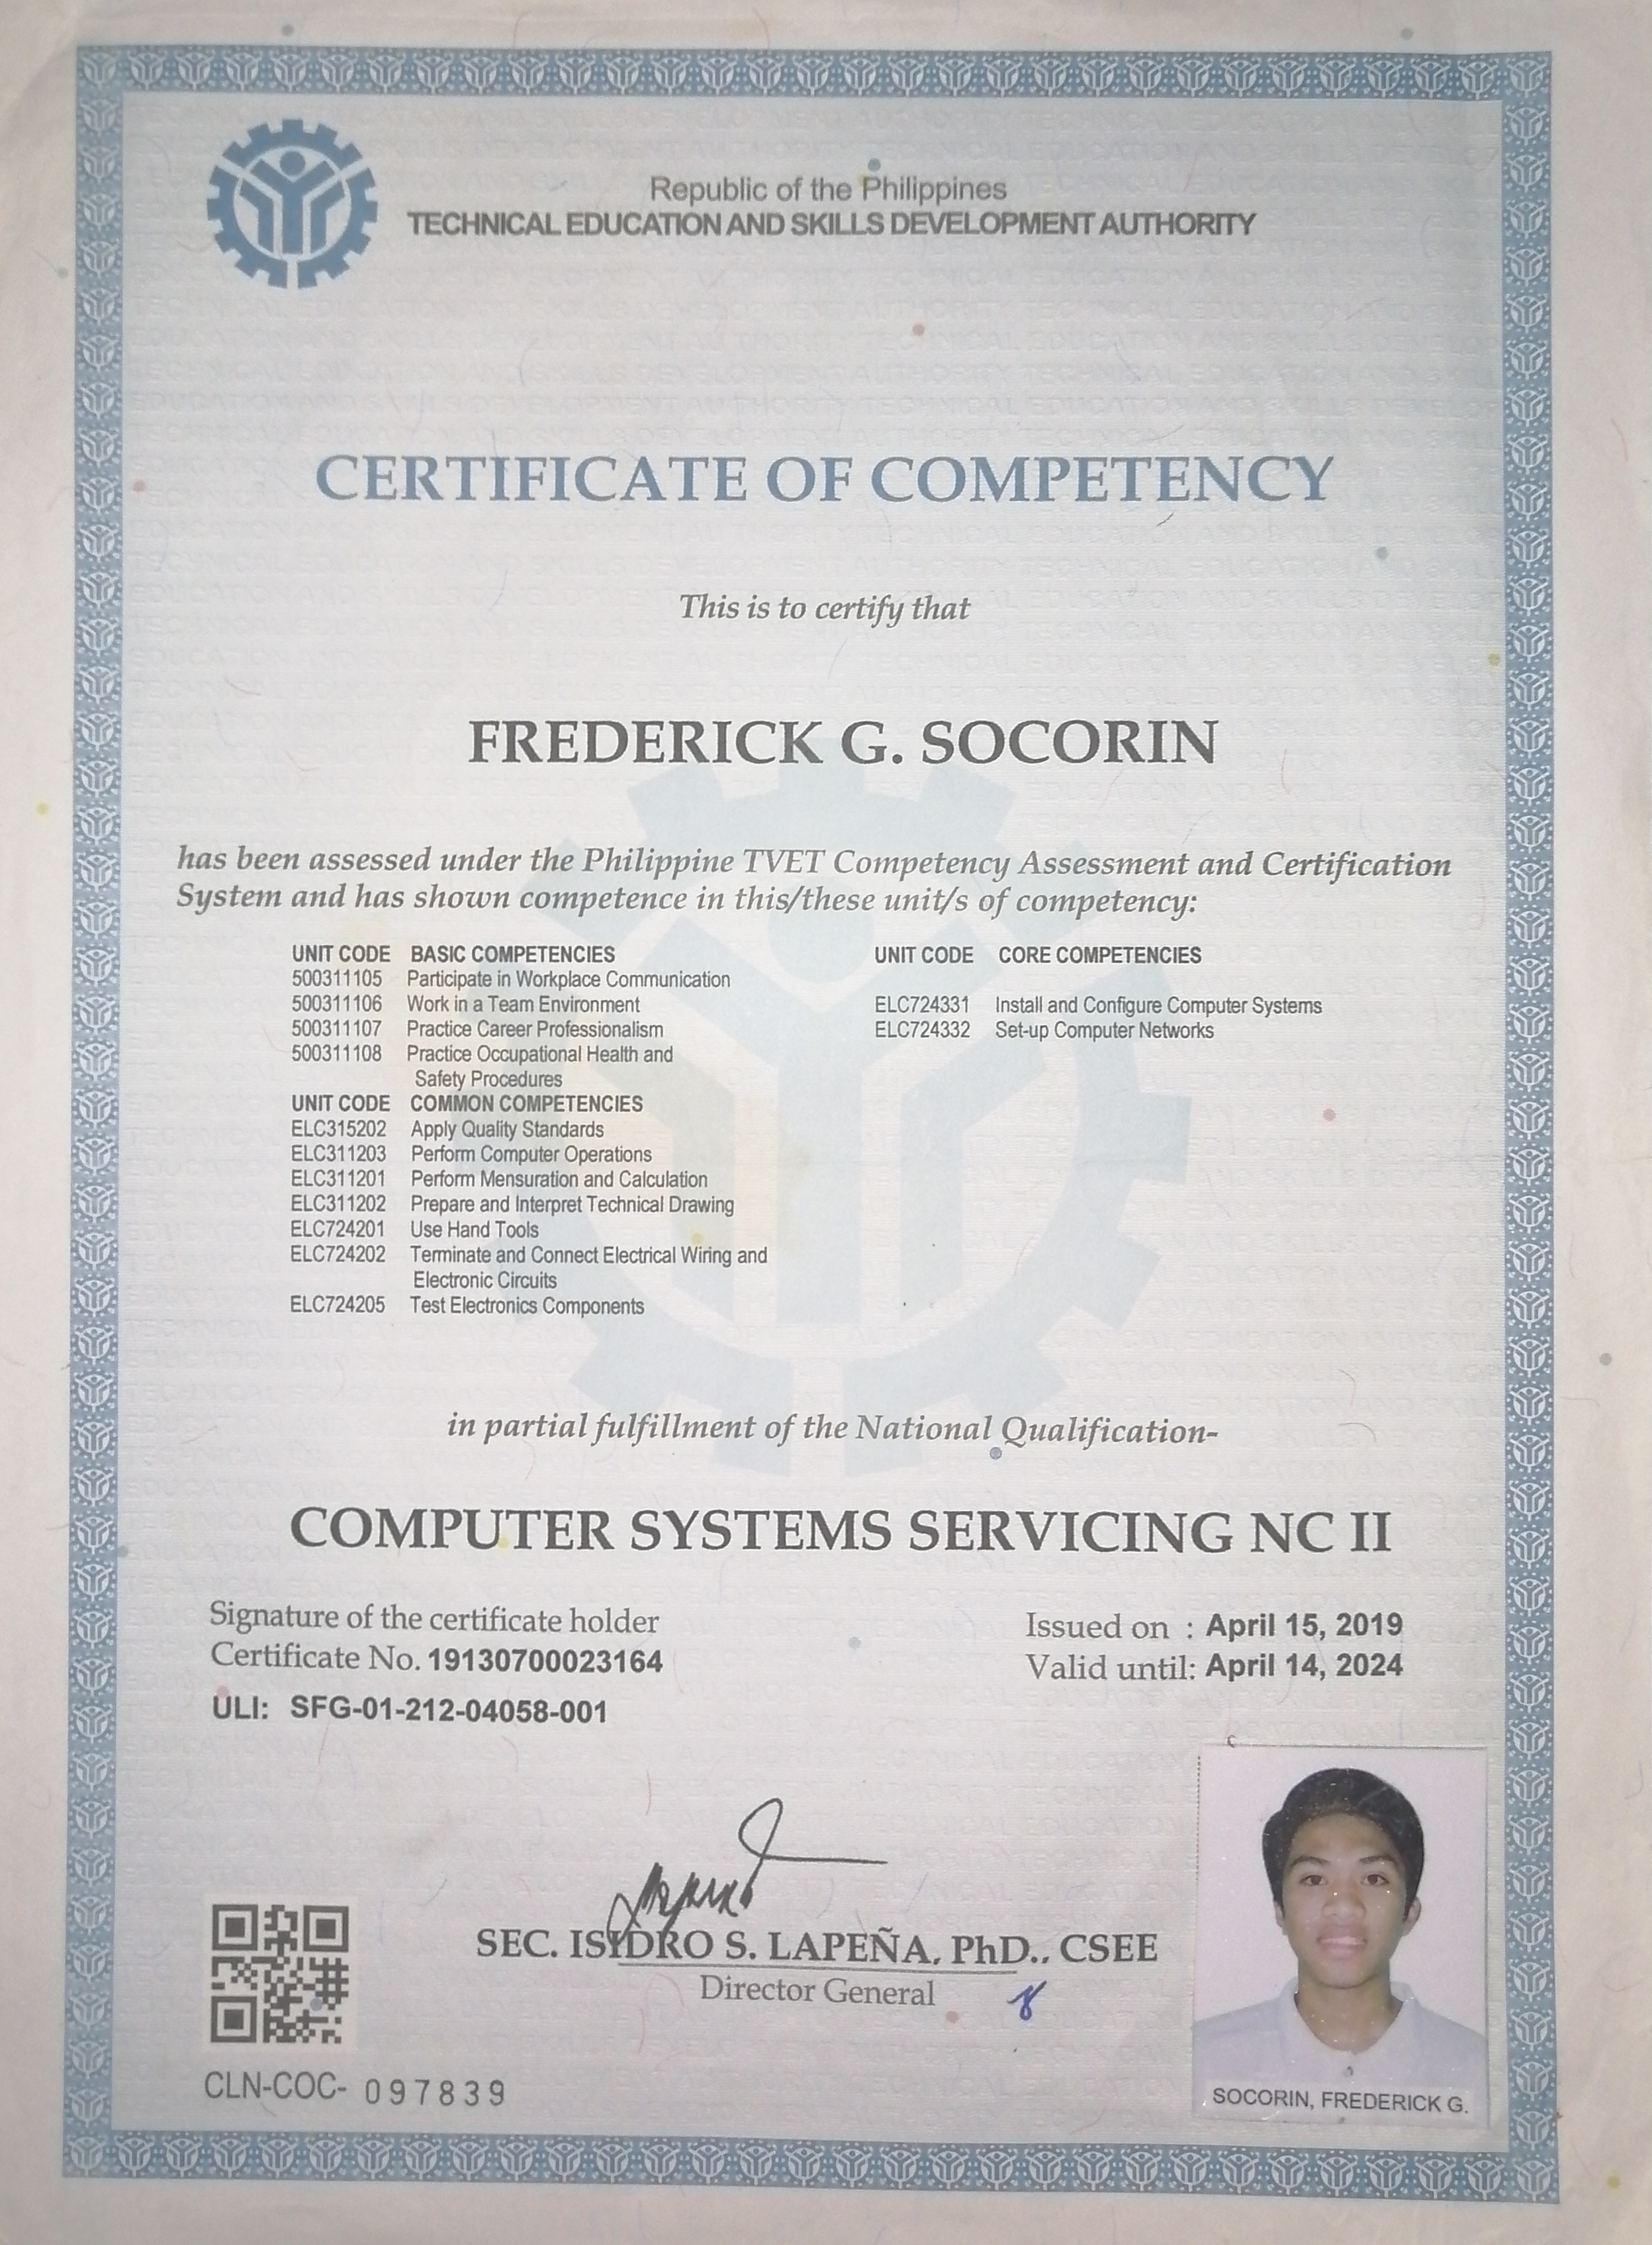 Republic of the Philippines
TECHNICAL EDUCATION AND SKILLS DEVELOPMENT AUTHORITY
CERTIFICATE OF COMPETENCY
This is to certify that
FREDERICK G. SOCORIN
has been assessed under the Philippine TVET Competency Assessment and Certification
System and has shown competence in this/these unit/s of competency:
UNIT CODE BASIC COMPETENCIES
500311105 Participate in Workplace Communication
500311106 Work in a Team Environment
500311107 Practice Career Professionalism
500311108 Practice Occupational Health and
Safety Procedures
UNIT CODE COMMON COMPETENCIES
ELC315202 Apply Quality Standards
ELC311203 Perform Computer Operations
ELC311201 Perform Mensuration and Calculation
ELC311202 Prepare and Interpret Technical Drawing
ELC724201 Use Hand Tools
ELC724202 Terminate and Connect Electrical Wiring and
Electronic Circuits
ELC724205 Test Electronics Components
UNIT CODE CORE COMPETENCIES
ELC724331 Install and Configure Computer Systems
ELC724332 Set-up Computer Networks
in partial fulfillment of the National Qualification-
COMPUTER SYSTEMS SERVICING NC II
Signature of the certificate holder
Certificate No. 19130700023164
ULI: SFG-01-212-04058-001
Issued on : April 15, 2019
Valid until: April 14, 2024
SEC. ISIDRO S. LAPEÑA, PhD., CSEE
Director General
CLN-COC- 097839
SOCORIN, FREDERICK G.